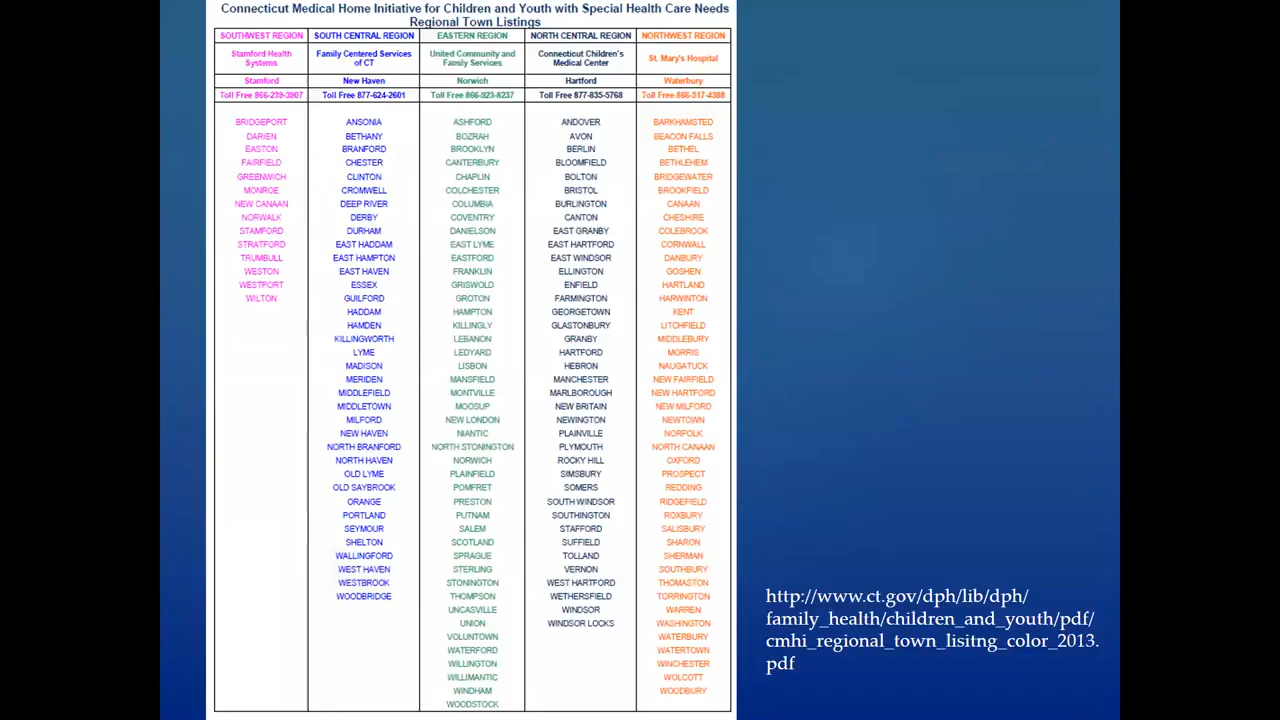 Connecticut Medical Home Initiative for Children and Youth with Special Health Care Needs
Regional Town Listings
SOUTHWEST REGION
Stamford Health
Systems
Stamford
Toll Free 866-239-3907
BRIDGEPORT
DARIEN
EASTON
FAIRFIELD
GREENWICH
MONROE
NEW CANAAN
NORWALK
STAMFORD
STRATFORD
TRUMBULL
WESTON
WESTPORT
WILTON
SOUTH CENTRAL REGION
Family Centered Services
of CT
New Haven
Toll Free 877-624-2601
ANSONIA
BETHANY
BRANFORD
CHESTER
CLINTON
CROMWELL
DEEP RIVER
DERBY
DURHAM
EAST HADDAM
EAST HAMPTON
EAST HAVEN
ESSEX
GUILFORD
HADDAM
HAMDEN
KILLINGWORTH
LYME
MADISON
MERIDEN
MIDDLEFIELD
MIDDLETOWN
MILFORD
NEW HAVEN
NORTH BRANFORD
NORTH HAVEN
OLD LYME
OLD SAYBROOK
ORANGE
PORTLAND
SEYMOUR
SHELTON
WALLINGFORD
WEST HAVEN
WESTBROOK
WOODBRIDGE
EASTERN REGION
United Community and
Family Services
Norwich
Toll Free 866-923-8237
ASHFORD
BOZRAH
BROOKLYN
CANTERBURY
CHAPLIN
COLCHESTER
COLUMBIA
COVENTRY
DANIELSON
EAST LYME
EASTFORD
FRANKLIN
GRISWOLD
GROTON
HAMPTON
KILLINGLY
LEBANON
LEDYARD
LISBON
MANSFIELD
MONTVILLE
MOOSUP
NEW LONDON
NIANTIC
NORTH STONINGTON
NORWICH
PLAINFIELD
POMFRET
PRESTON
PUTNAM
SALEM
SCOTLAND
SPRAGUE
STERLING
STONINGTON
THOMPSON
UNCASVILLE
UNION
VOLUNTOWN
WATERFORD
WILLINGTON
WILLIMANTIC
WINDHAM
WOODSTOCK
NORTH CENTRAL REGION
Connecticut Children's
Medical Center
Hartford
Toll Free 877-835-5768
ANDOVER
AVON
BERLIN
BLOOMFIELD
BOLTON
BRISTOL
BURLINGTON
CANTON
EAST GRANBY
EAST HARTFORD
EAST WINDSOR
ELLINGTON
ENFIELD
FARMINGTON
GEORGETOWN
GLASTONBURY
GRANBY
HARTFORD
HEBRON
MANCHESTER
MARLBOROUGH
NEW BRITAIN
NEWINGTON
PLAINVILLE
PLYMOUTH
ROCKY HILL
SIMSBURY
SOMERS
SOUTH WINDSOR
SOUTHINGTON
STAFFORD
SUFFIELD
TOLLAND
VERNON
WEST HARTFORD
WETHERSFIELD
WINDSOR
WINDSOR LOCKS
NORTHWEST REGION
St. Mary's Hospital
Waterbury
Toll Free 866-517-4388
BARKHAMSTED
BEACON FALLS
BETHEL
BETHLEHEM
BRIDGEWATER
BROOKFIELD
CANAAN
CHESHIRE
COLEBROOK
CORNWALL
DANBURY
GOSHEN
HARTLAND
HARWINTON
KENT
LITCHFIELD
MIDDLEBURY
MORRIS
NAUGATUCK
NEW FAIRFIELD
NEW HARTFORD
NEW MILFORD
NEWTOWN
NORFOLK
NORTH CANAAN
OXFORD
PROSPECT
REDDING
RIDGEFIELD
ROXBURY
SALISBURY
SHARON
SHERMAN
SOUTHBURY
THOMASTON
TORRINGTON
WARREN
WASHINGTON
WATERBURY
WATERTOWN
WINCHESTER
WOLCOTT
WOODBURY
http://www.ct.gov/dph/lib/dph/
family_health/children_and_youth/pdf/
cmhi_regional_town_lisitng_color_2013.
pdf